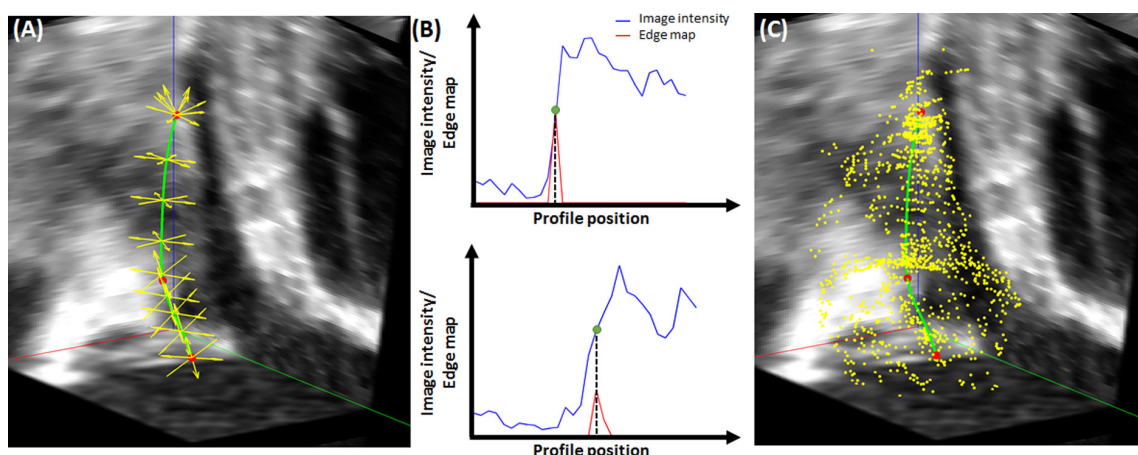 (A)
(B)
Image intensity/
Edge map
Image intensity
Edge map
Profile position
Image intensity/
Edge map
Profile position
(C)